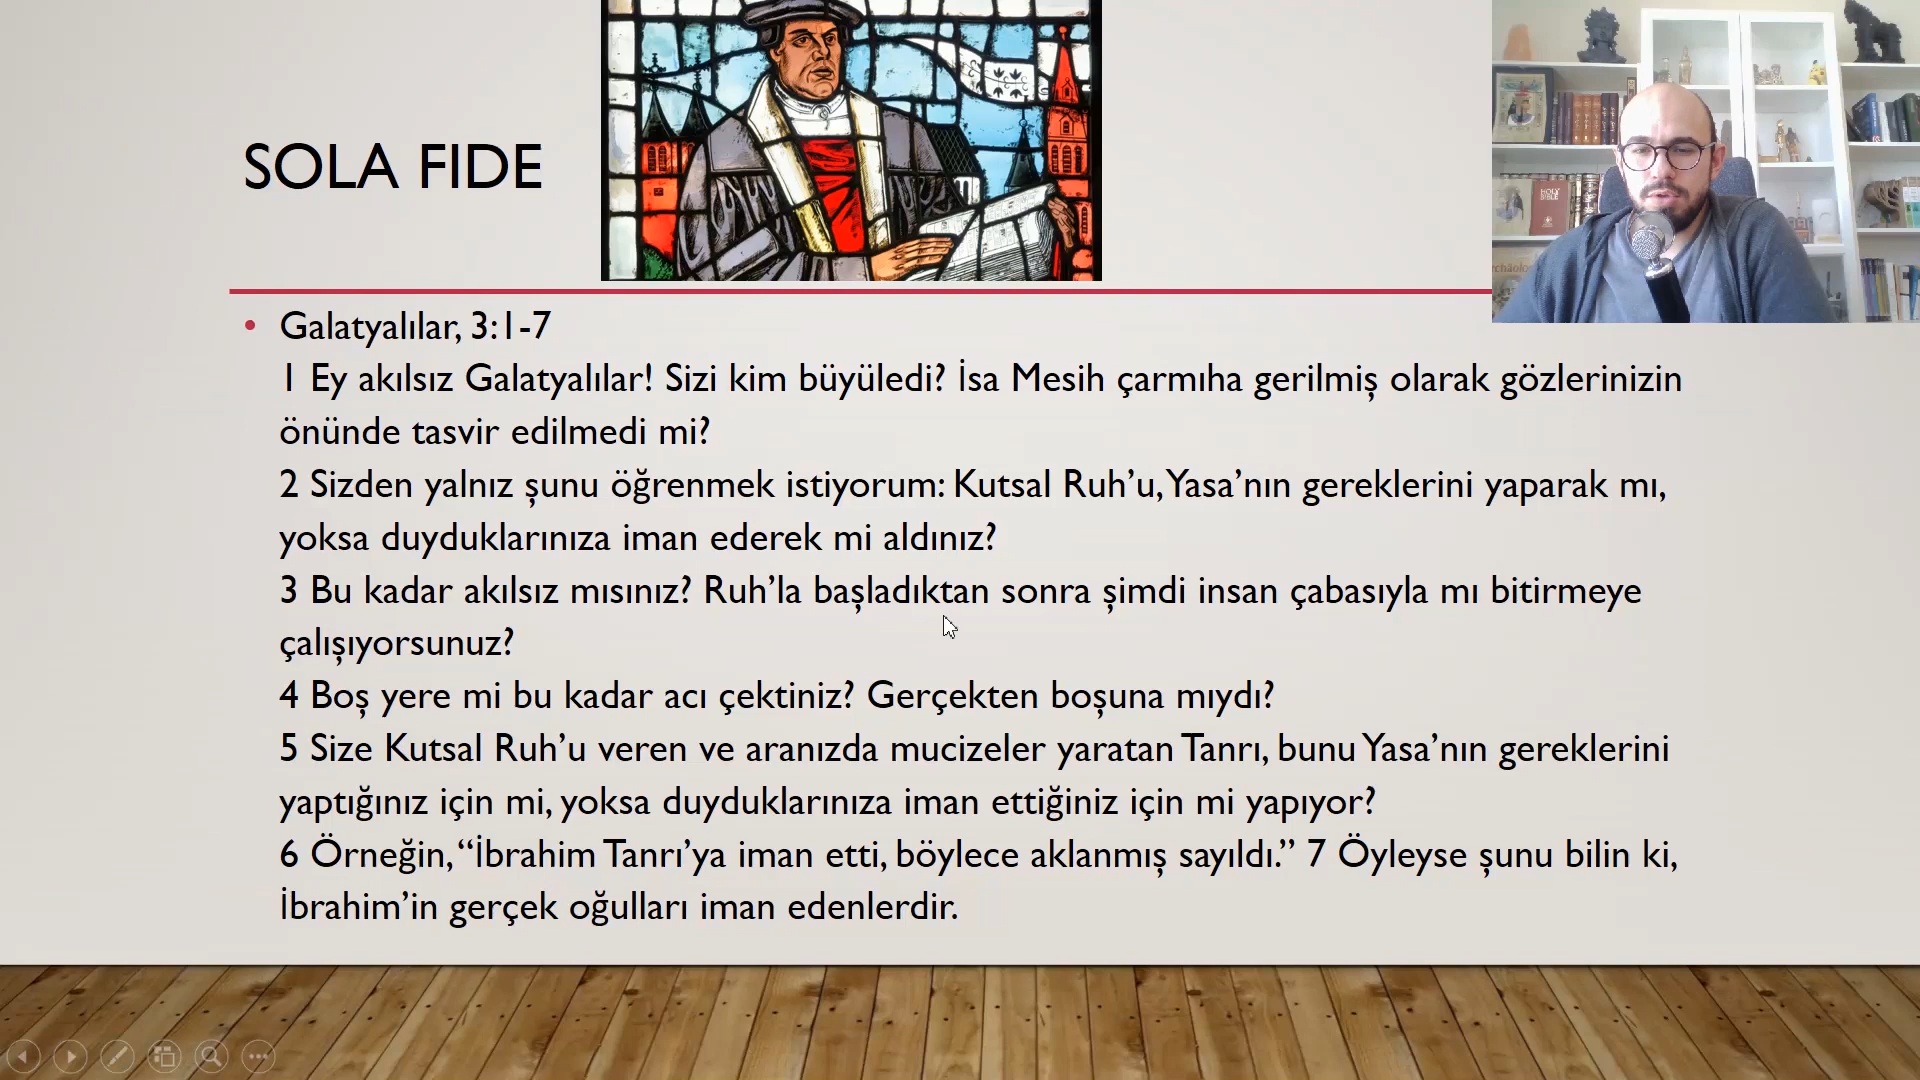 SOLA FIDE
Galatyalılar, 3:1-7
1 Ey akılsız Galatyalılar! Sizi kim büyüledi? İsa Mesih çarmıha gerilmiş olarak gözlerinizin
önünde tasvir edilmedi mi?
2 Sizden yalnız şunu öğrenmek istiyorum: Kutsal Ruh’u, Yasa’nın gereklerini yaparak mı,
yoksa duyduklarınıza iman ederek mi aldınız?
3 Bu kadar akılsız mısınız? Ruh’la başladıktan sonra şimdi insan çabasıyla mı bitirmeye
çalışıyorsunuz?
4 Boş yere mi bu kadar acı çektiniz? Gerçekten boşuna mıydı?
5 Size Kutsal Ruh’u veren ve aranızda mucizeler yaratan Tanrı, bunu Yasa’nın gereklerini
yaptığınız için mi, yoksa duyduklarınıza iman ettiğiniz için mi yapıyor?
6 Örneğin, “İbrahim Tanrı’ya iman etti, böylece aklanmış sayıldı.” 7 Öyleyse şunu bilin ki,
İbrahim’in gerçek oğulları iman edenlerdir.
HOLY
BIBLE